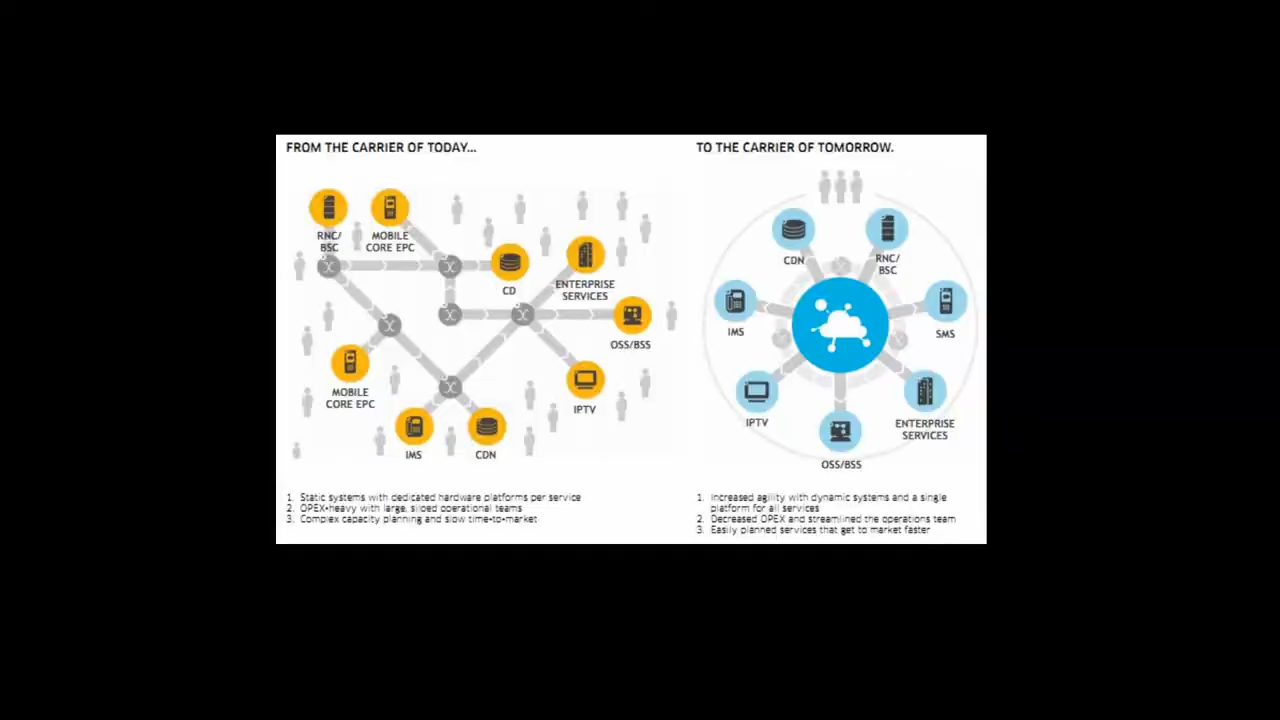 FROM THE CARRIER OF TODAY...
RNC/
BSC
MOBILE
CORE EPC
CD
ENTERPRISE
SERVICES
OSS/BSS
MOBILE
CORE EPC
IPTV
IMS
CDN
1. Static systems with dedicated hardware platforms per service
2. OPEX-heavy with large, siloed operational teams
3. Complex capacity planning and slow time-to-market
TO THE CARRIER OF TOMORROW.
CDN
RNC/
BSC
IMS
SMS
IPTV
ENTERPRISE
SERVICES
OSS/BSS
1. Increased agility with dynamic systems and a single
platform for all services
2. Decreased OPEX and streamlined the operations team
3. Easily planned services that get to market faster